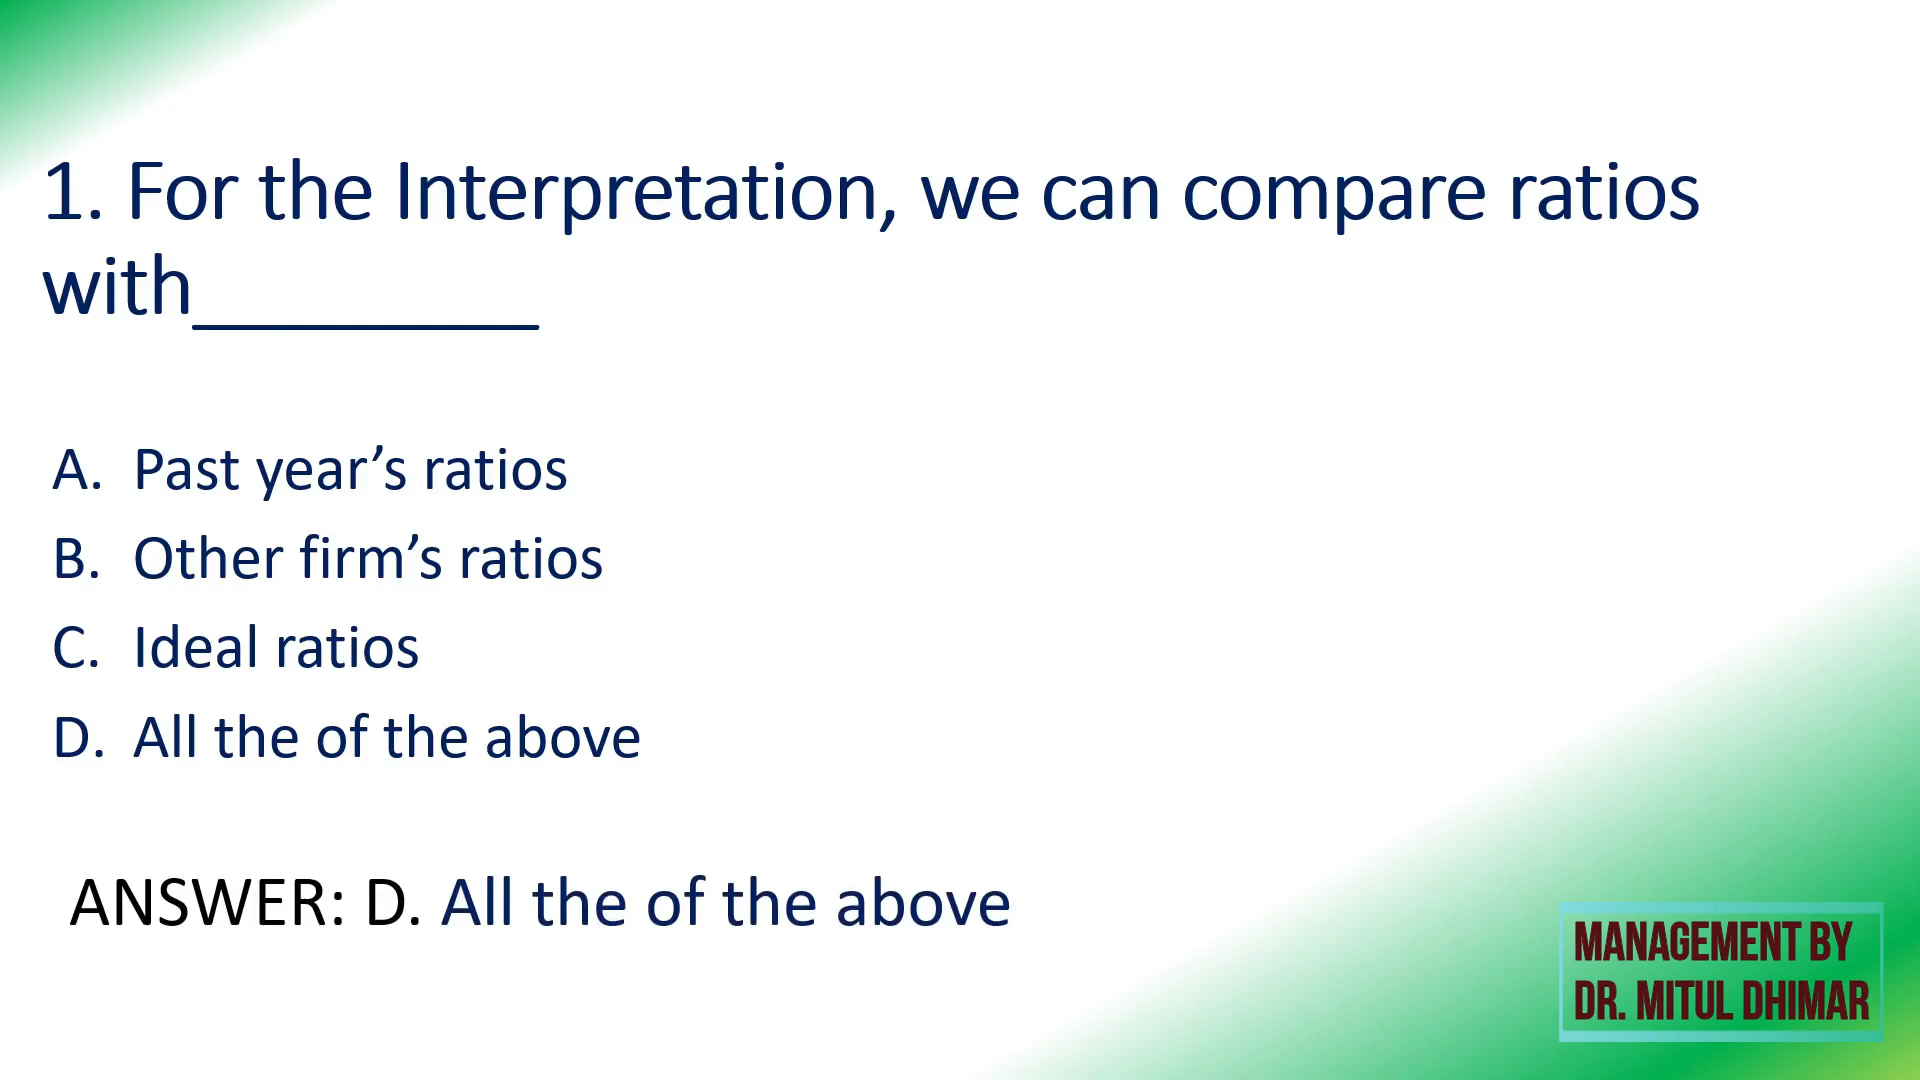 1. For the Interpretation, we can compare ratios
with_________
A. Past year’s ratios
B. Other firm’s ratios
C. Ideal ratios
D. All the of the above
ANSWER: D. All the of the above
MANAGEMENT BY
DR. MITUL DHIMAR